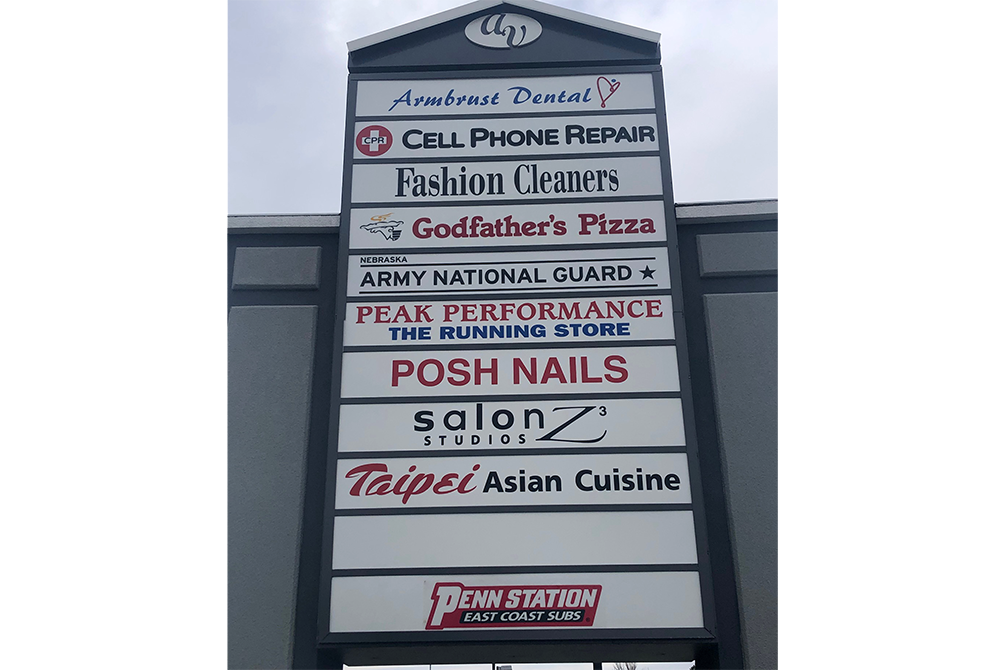 av
Armbrust Dental
CPR CELL PHONE REPAIR
Fashion Cleaners
Godfather's Pizza
NEBRASKA
ARMY NATIONAL GUARD
PEAK PERFORMANCE
THE RUNNING STORE
POSH NAILS
salon Z³
STUDIOS
Taipei Asian Cuisine
PENN STATION
EAST COAST SUBS